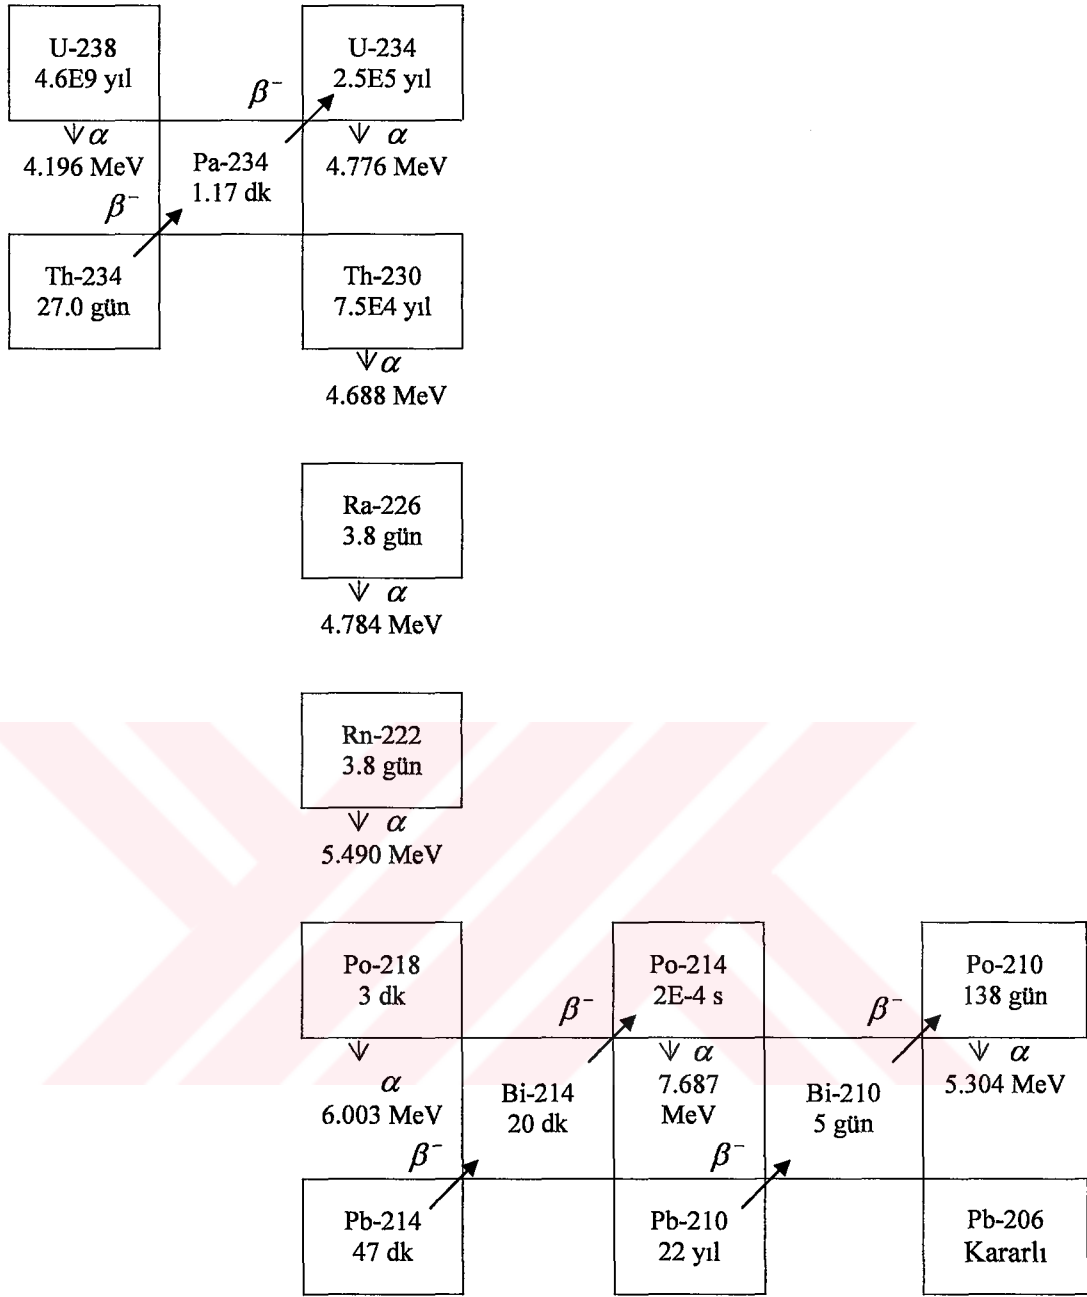 U-238
4.6E9 yıl
U-234
2.5E5 yıl
β⁻
α
4.196 MeV
Pa-234
1.17 dk
α
4.776 MeV
β⁻
Th-234
27.0 gün
Th-230
7.5E4 yıl
α
4.688 MeV
Ra-226
3.8 gün
α
4.784 MeV
Rn-222
3.8 gün
α
5.490 MeV
Po-218
3 dk
β⁻
Po-214
2E-4 s
β⁻
Po-210
138 gün
α
6.003 MeV
Bi-214
20 dk
α
7.687
MeV
Bi-210
5 gün
α
5.304 MeV
β⁻
β⁻
Pb-214
47 dk
Pb-210
22 yıl
Pb-206
Kararlı